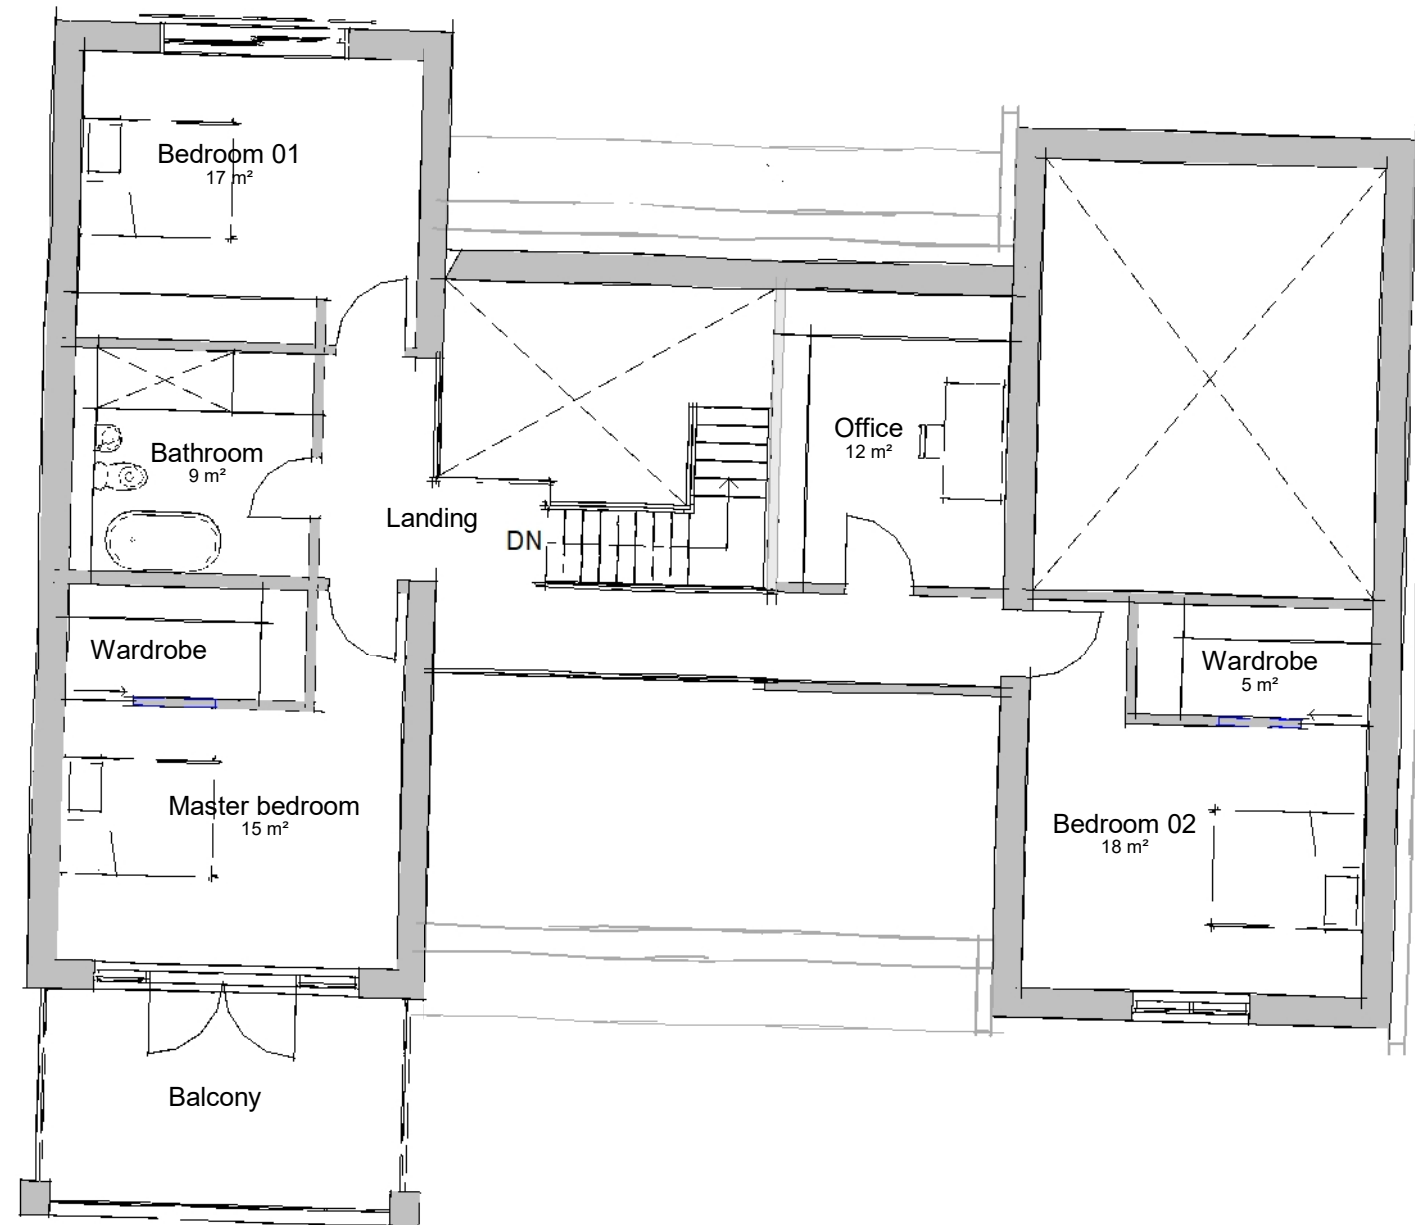 Bedroom 01
17 m²
Bathroom
9 m²
Landing
DN
Office
12 m²
Wardrobe
Wardrobe
5 m²
Master bedroom
15 m²
Bedroom 02
18 m²
Balcony